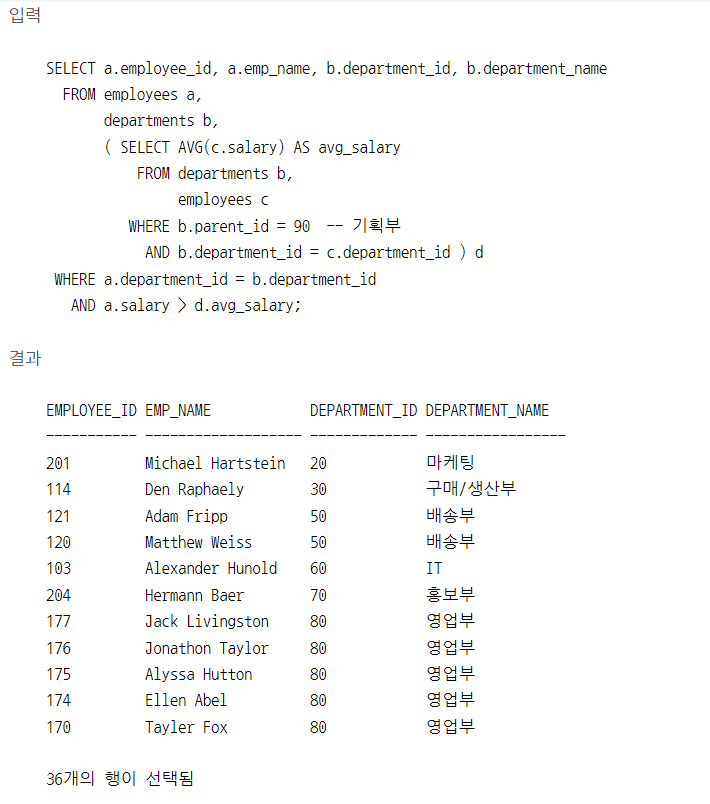 입력
SELECT a.employee_id, a.emp_name, b.department_id, b.department_name
FROM employees a,
departments b,
( SELECT AVG(c.salary) AS avg_salary
FROM departments b,
employees c
WHERE b.parent_id = 90 -- 기획부
AND b.department_id = c.department_id ) d
WHERE a.department_id = b.department_id
AND a.salary > d.avg_salary;
결과
EMPLOYEE_ID EMP_NAME DEPARTMENT_ID DEPARTMENT_NAME
----------- ------------------- ------------- -----------------
201 Michael Hartstein 20 마케팅
114 Den Raphaely 30 구매/생산부
121 Adam Fripp 50 배송부
120 Matthew Weiss 50 배송부
103 Alexander Hunold 60 IT
204 Hermann Baer 70 홍보부
177 Jack Livingston 80 영업부
176 Jonathon Taylor 80 영업부
175 Alyssa Hutton 80 영업부
174 Ellen Abel 80 영업부
170 Tayler Fox 80 영업부
36개의 행이 선택됨